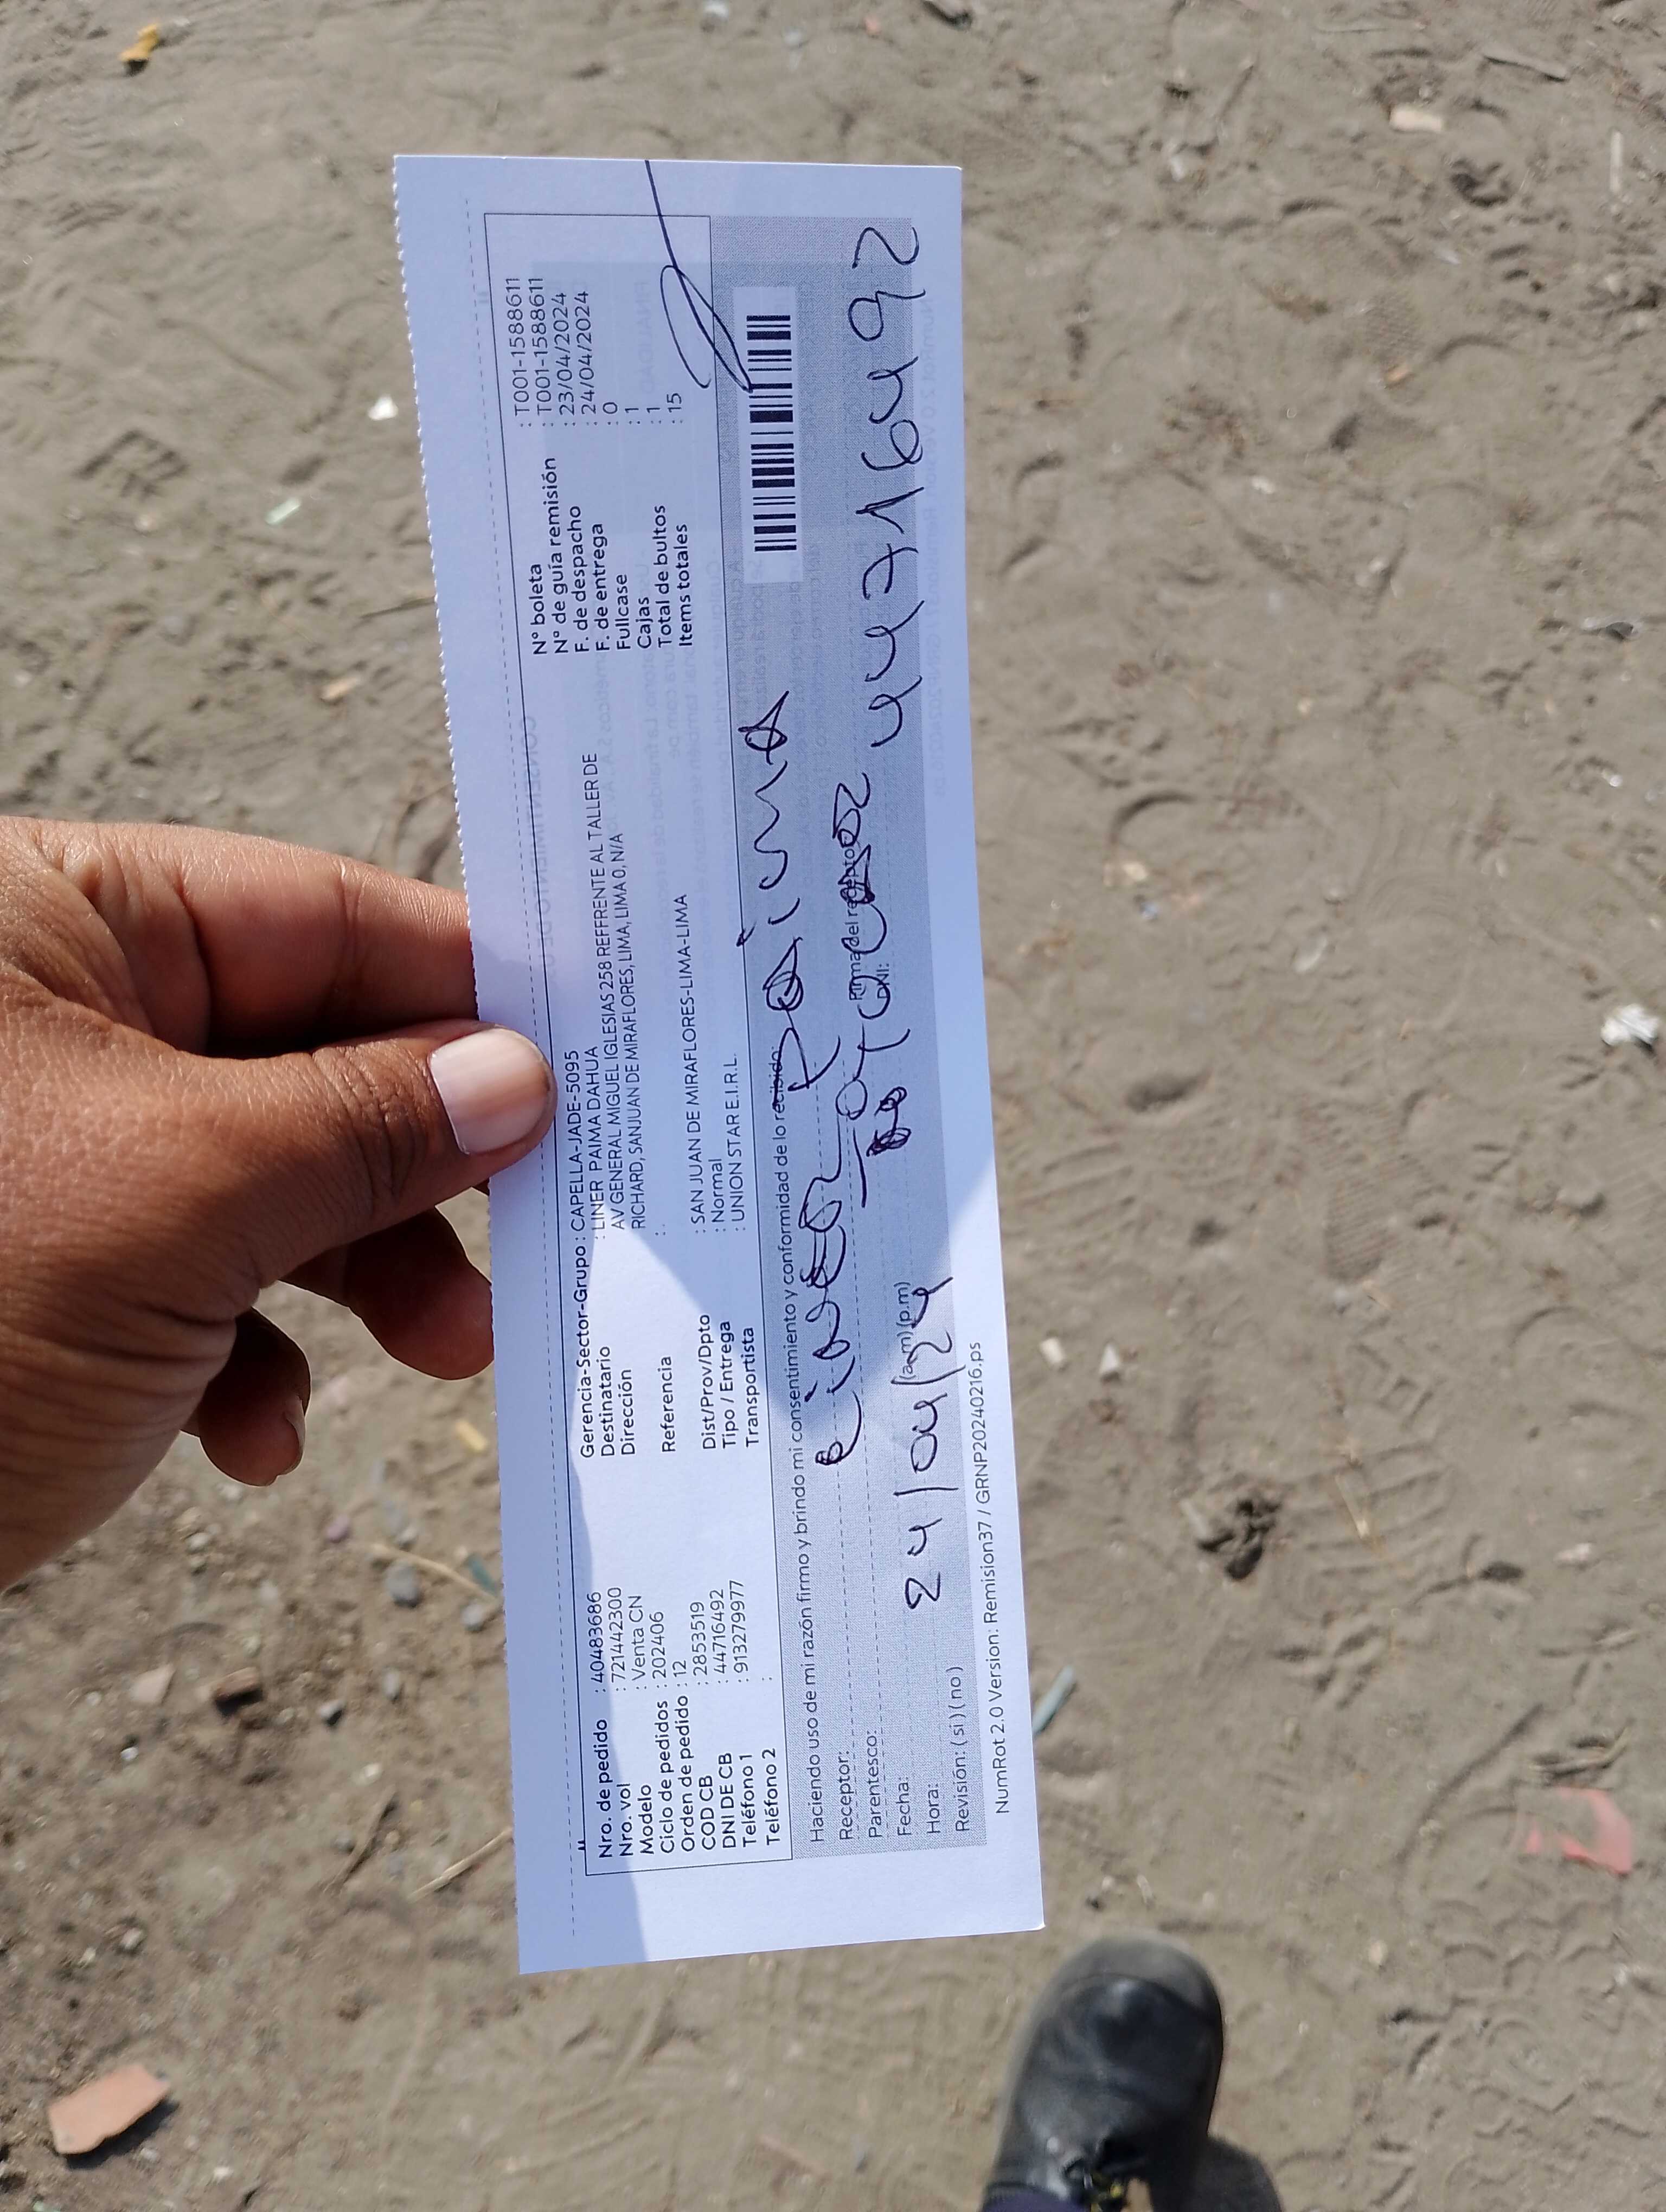 Nro. de pedido : 40483686
Nro. vol : 721442300
Modelo : Venta CN
Ciclo de pedidos : 202406
Orden de pedido : 12
COD CB : 2853519
DNI DE CB : 44716492
Teléfono 1 : 913279977
Teléfono 2 :
Gerencia-Sector-Grupo : CAPELLA-JADE-5095
Destinatario : LINER PAIMA DAHUA
Dirección AV GENERAL MIGUEL IGLESIAS 258 REFFRENTE AL TALLER DE
RICHARD, SANJUAN DE MIRAFLORES, LIMA, LIMA 0, N/A
Referencia : .
Dist/Prov/Dpto : SAN JUAN DE MIRAFLORES-LIMA-LIMA
Tipo / Entrega : Normal
Transportista : UNION STAR E.I.R.L.
N° boleta : T001-1588611
N° de guía remisión : T001-1588611
F. de despacho : 23/04/2024
F. de entrega : 24/04/2024
Fullcase : 0
Cajas : 1
Total de bultos : 1
Items totales : 15
Haciendo uso de mi razón firmo y brindo mi consentimiento y conformidad de lo recibido:
Receptor: Paima
Parentesco:
Firma del receptor
DNI: 44716492
Fecha: 24/04/24
Hora: (a.m) (p.m)
Revisión: ( si ) ( no )
NumRot 2.0 Version: Remision37 / GRNP20240216.ps